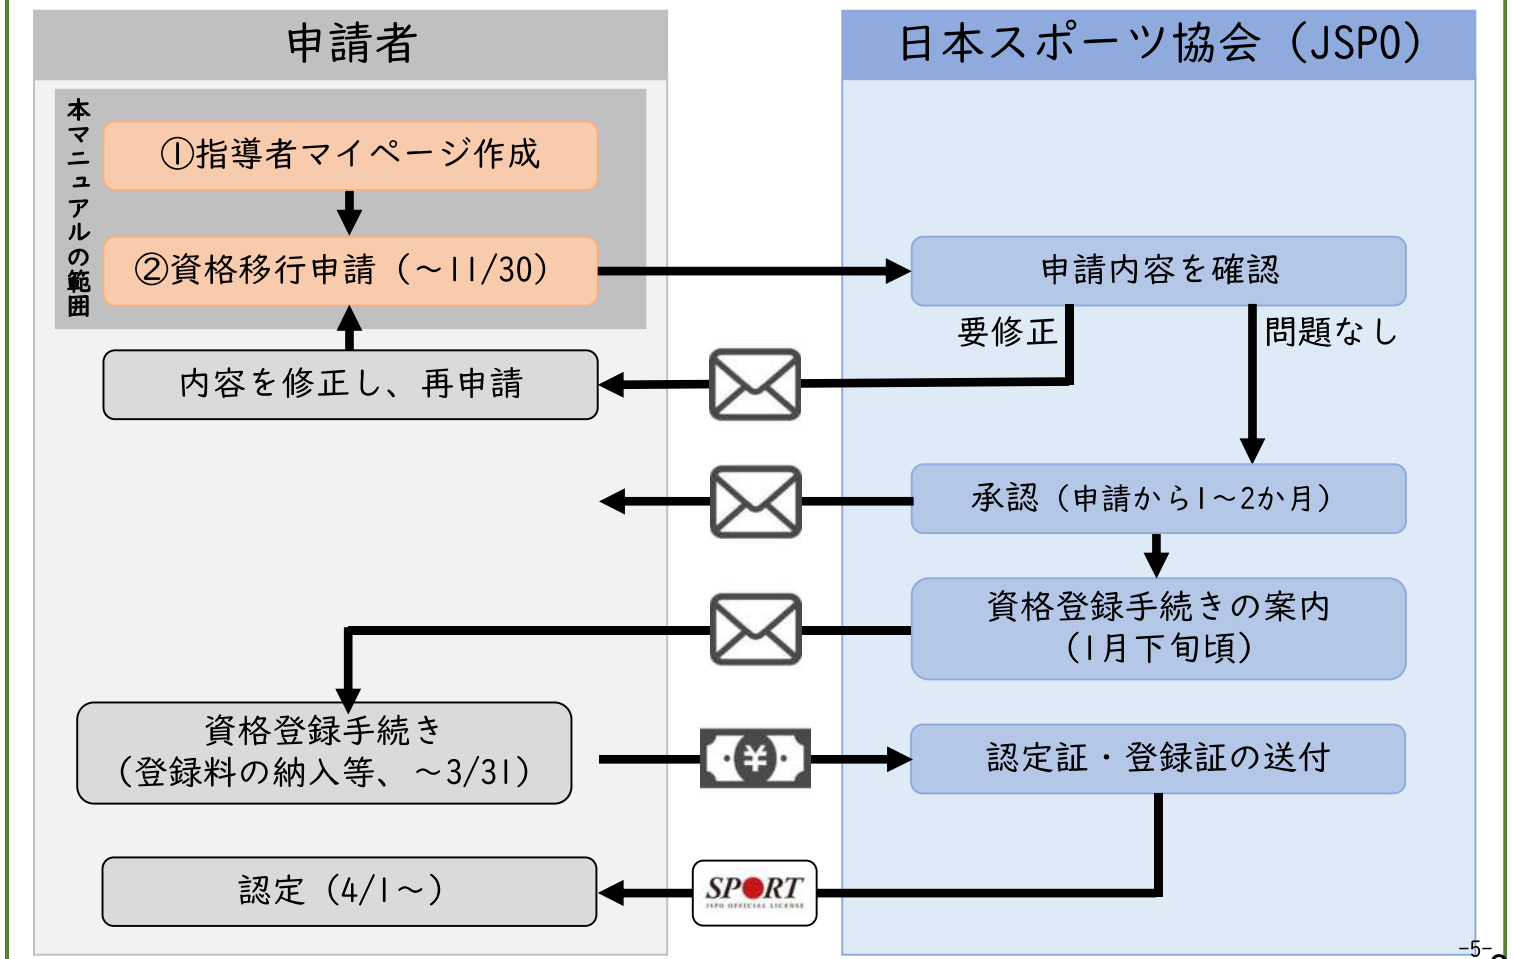 申請者
日本スポーツ協会（JSPO）
本マニュアルの範囲
①指導者マイページ作成
②資格移行申請（～11/30）
申請内容を確認
要修正
問題なし
内容を修正し、再申請
承認（申請から1～2か月）
資格登録手続きの案内
（1月下旬頃）
資格登録手続き
（登録料の納入等、～3/31）
¥
認定証・登録証の送付
認定（4/1～）
SPORT
JSPO OFFICIAL LICENSE
-5-